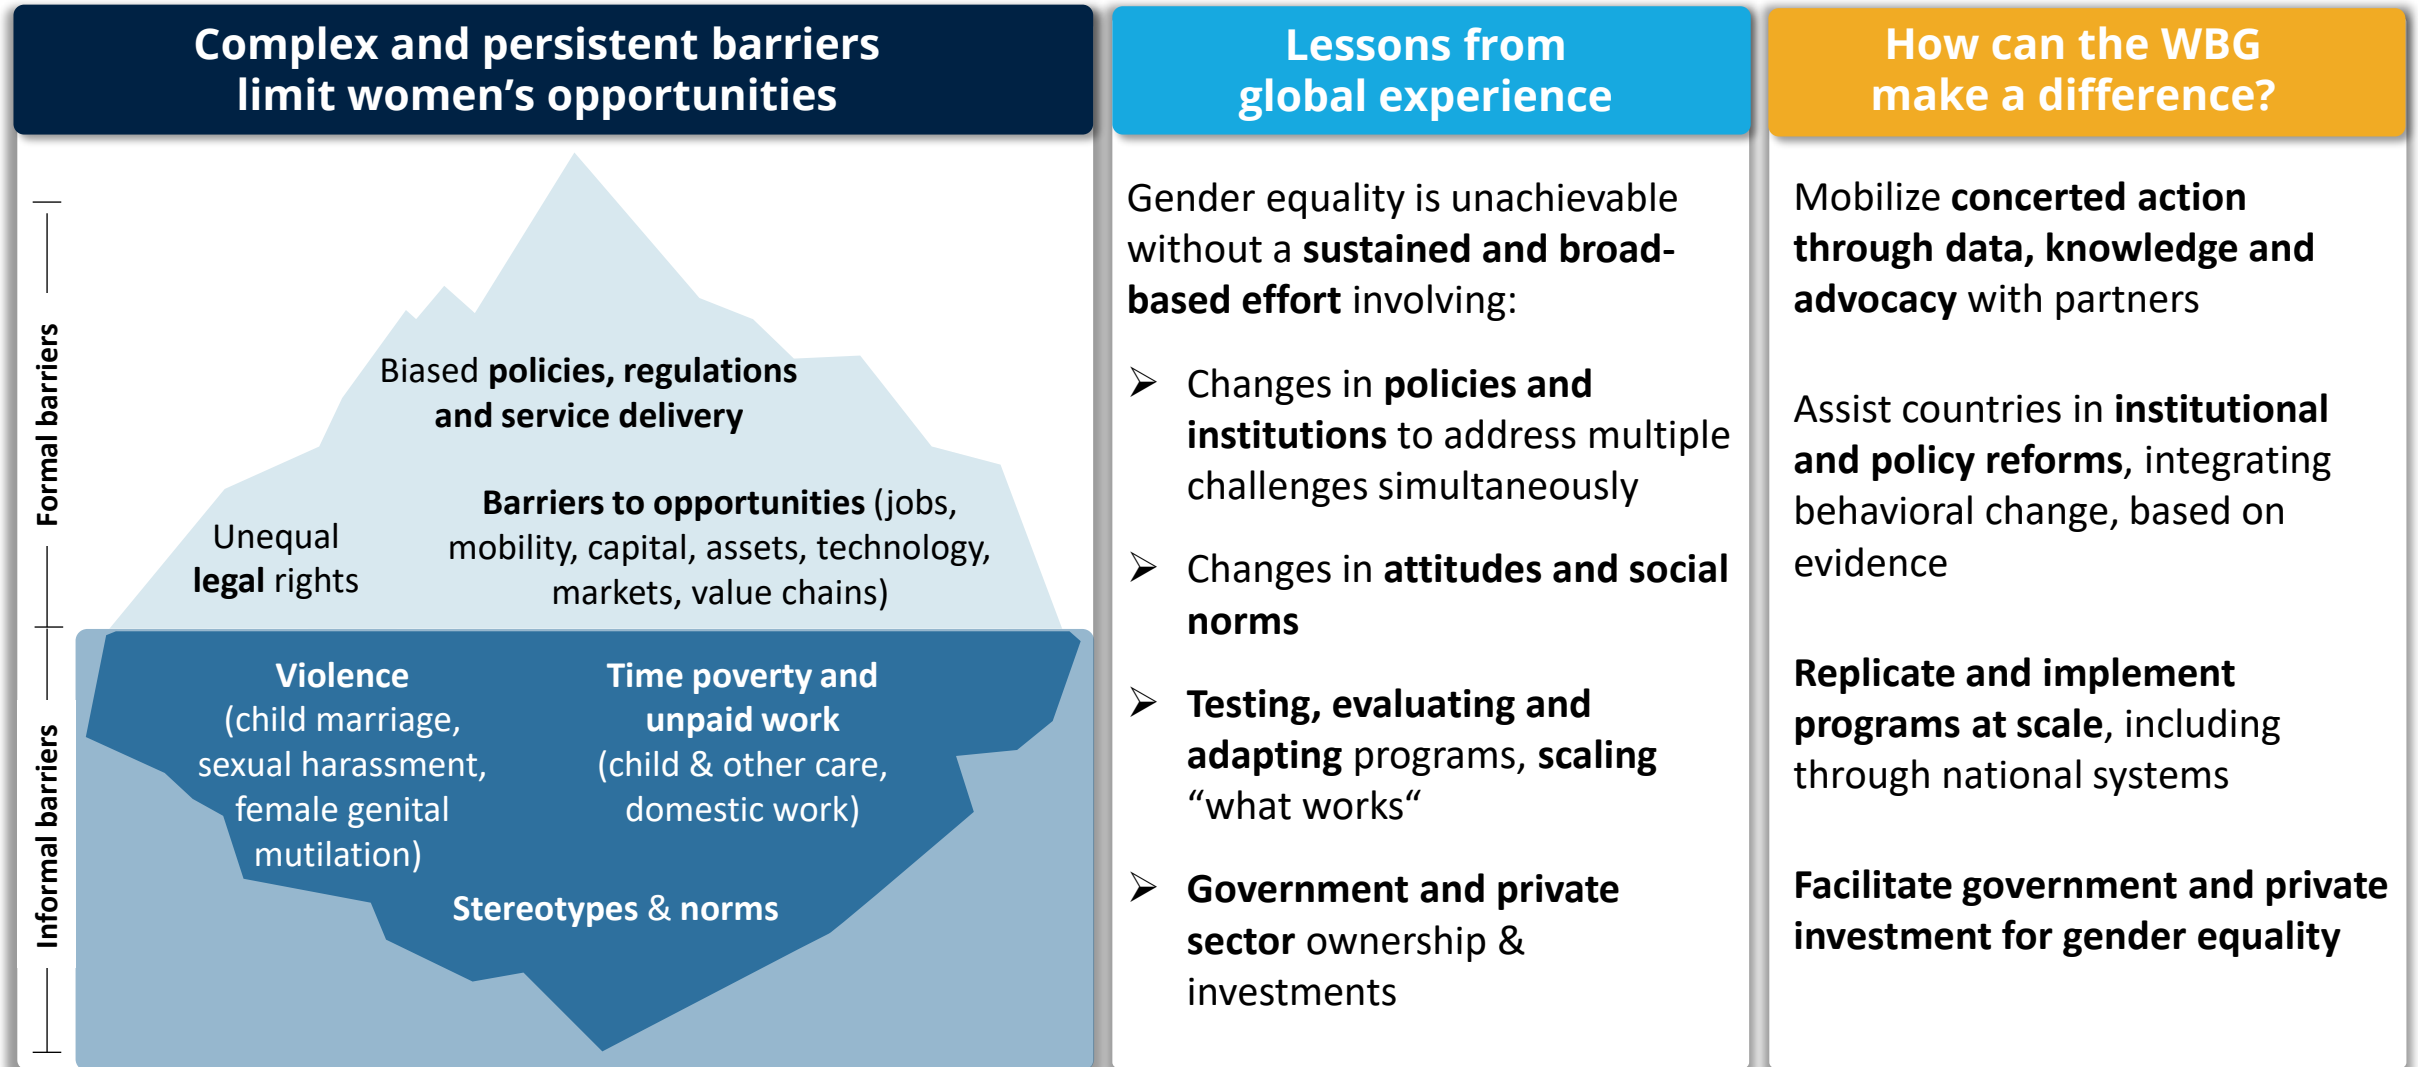 Complex and persistent barriers
limit women's opportunities
Formal barriers
Biased policies, regulations
and service delivery
Unequal
legal rights
Barriers to opportunities (jobs,
mobility, capital, assets, technology,
markets, value chains)
Informal barriers
Violence
(child marriage,
sexual harassment,
female genital
mutilation)
Time poverty and
unpaid work
(child & other care,
domestic work)
Stereotypes & norms
Lessons from
global experience
Gender equality is unachievable
without a sustained and broad-
based effort involving:
➢ Changes in policies and
institutions to address multiple
challenges simultaneously
➢ Changes in attitudes and social
norms
➢ Testing, evaluating and
adapting programs, scaling
“what works“
➢ Government and private
sector ownership &
investments
How can the WBG
make a difference?
Mobilize concerted action
through data, knowledge and
advocacy with partners
Assist countries in institutional
and policy reforms, integrating
behavioral change, based on
evidence
Replicate and implement
programs at scale, including
through national systems
Facilitate government and private
investment for gender equality